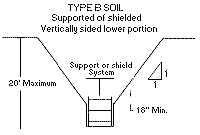 TYPE B SOIL
Supported of shielded
Vertically sided lower portion
20' Maximum
Support or shield
System
1
1
18" Min.